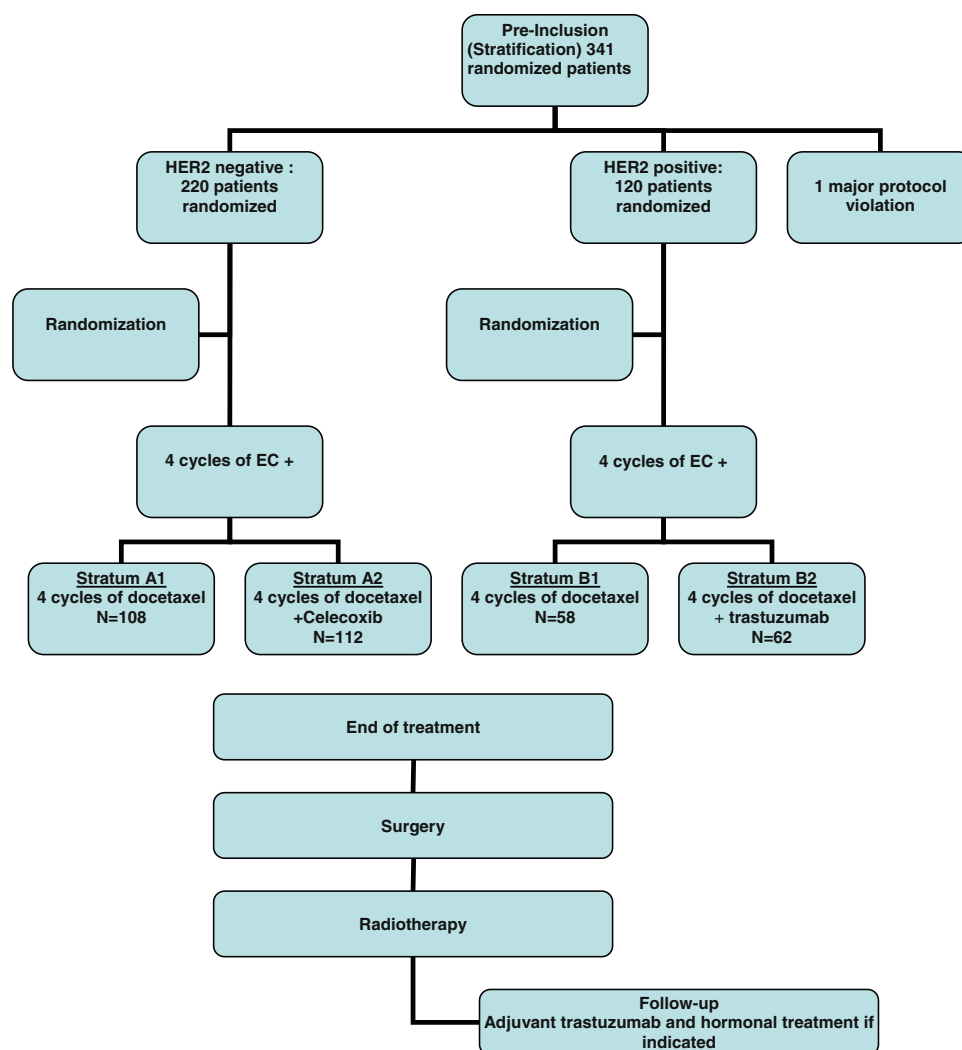 Pre-Inclusion
(Stratification) 341
randomized patients
HER2 negative :
220 patients
randomized
HER2 positive:
120 patients
randomized
1 major protocol
violation
Randomization
Randomization
4 cycles of EC +
4 cycles of EC +
Stratum A1
4 cycles of docetaxel
N=108
Stratum A2
4 cycles of docetaxel
+Celecoxib
N=112
Stratum B1
4 cycles of docetaxel
N=58
Stratum B2
4 cycles of docetaxel
+ trastuzumab
N=62
End of treatment
Surgery
Radiotherapy
Follow-up
Adjuvant trastuzumab and hormonal treatment if
indicated